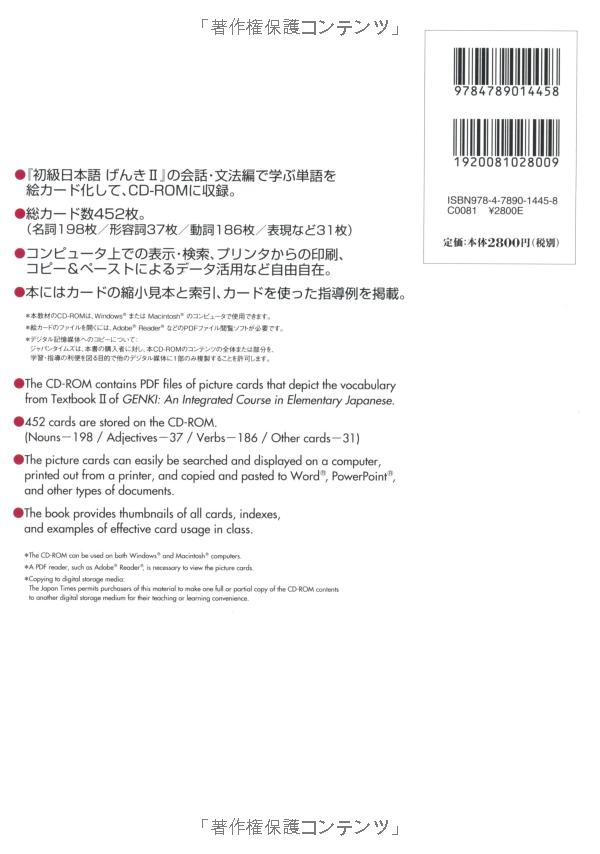 「著作権保護コンテンツ」
9784789014458
1920081028009
ISBN978-4-7890-1445-8
C0081 ¥2800E
定価:本体2800円(税別)
●『初級日本語 げんきⅡ』の会話・文法編で学ぶ単語を
絵カード化して、CD-ROMに収録。
●総カード数452枚。
(名詞198枚/形容詞37枚/動詞186枚/表現など31枚)
●コンピュータ上での表示・検索、プリンタからの印刷、
コピー&ペーストによるデータ活用など自由自在。
●本にはカードの縮小見本と索引、カードを使った指導例を掲載。
*本教材のCD-ROMは、Windows® または Macintosh® のコンピュータで使用できます。
*絵カードのファイルを開くには、Adobe® Reader® などのPDFファイル閲覧ソフトが必要です。
*デジタル記憶媒体へのコピーについて:
ジャパンタイムズは、本書の購入者に対し、本CD-ROMのコンテンツの全体または部分を、
学習・指導の利便を図る目的で他のデジタル媒体に1部のみ複製することを許可します。
●The CD-ROM contains PDF files of picture cards that depict the vocabulary
from Textbook Ⅱ of GENKI: An Integrated Course in Elementary Japanese.
●452 cards are stored on the CD-ROM.
(Nouns－198 / Adjectives－37 / Verbs－186 / Other cards－31)
●The picture cards can easily be searched and displayed on a computer,
printed out from a printer, and copied and pasted to Word®, PowerPoint®,
and other types of documents.
●The book provides thumbnails of all cards, indexes,
and examples of effective card usage in class.
*The CD-ROM can be used on both Windows® and Macintosh® computers.
*A PDF reader, such as Adobe® Reader®, is necessary to view the picture cards.
*Copying to digital storage media:
The Japan Times permits purchasers of this material to make one full or partial copy of the CD-ROM contents
to another digital storage medium for their teaching or learning convenience.
「著作権保護コンテンツ」